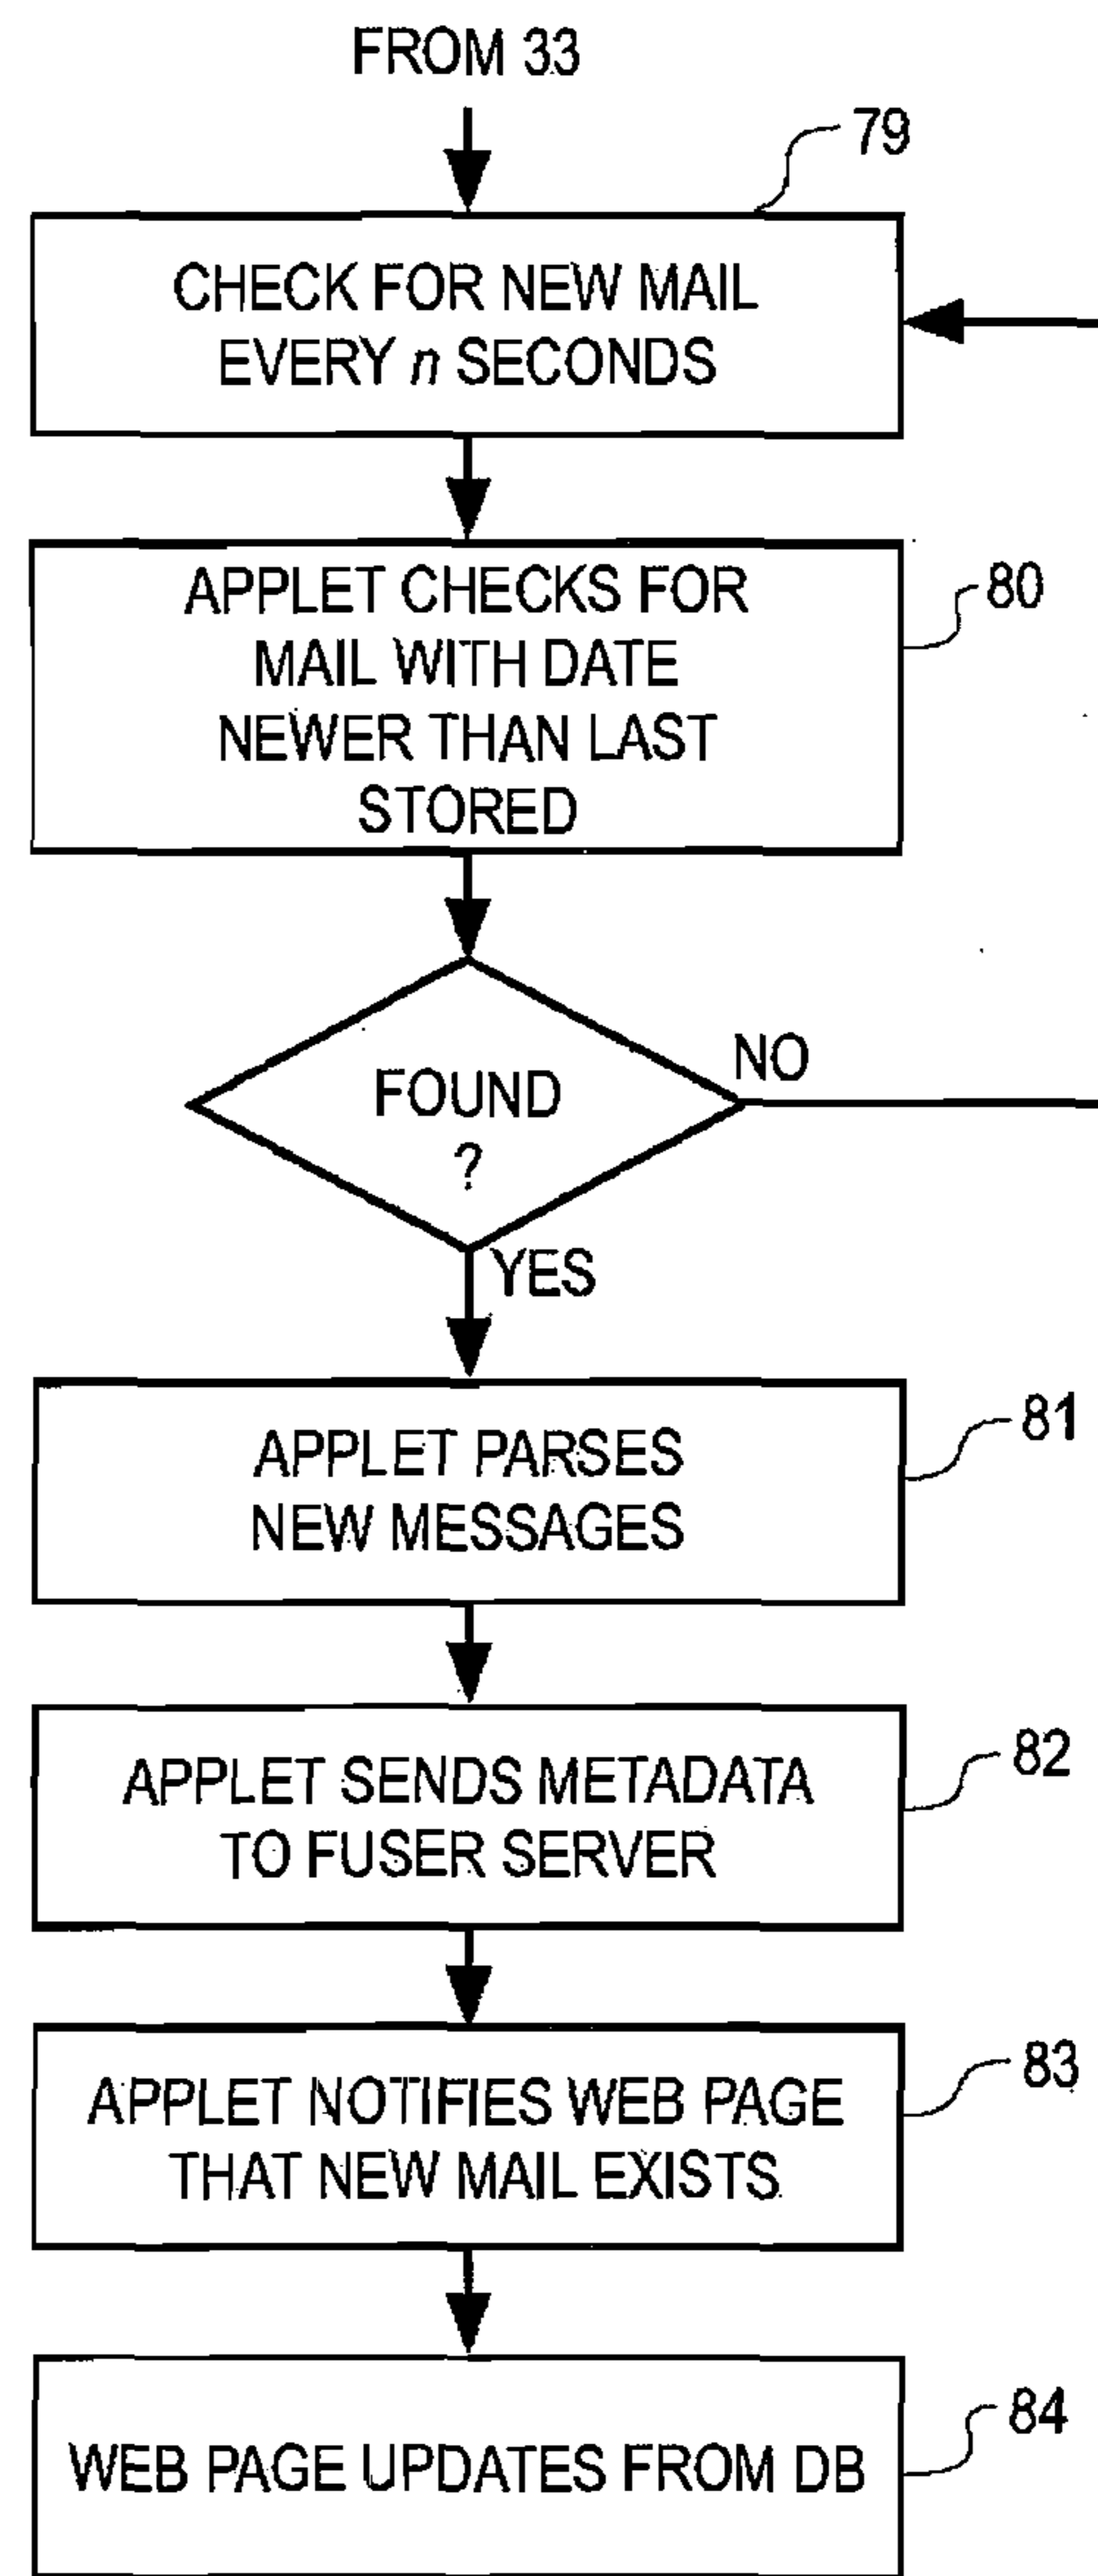 FROM 33
79
CHECK FOR NEW MAIL
EVERY n SECONDS
APPLET CHECKS FOR
MAIL WITH DATE
NEWER THAN LAST
STORED
80
FOUND
?
NO
YES
APPLET PARSES
NEW MESSAGES
81
APPLET SENDS METADATA
TO FUSER SERVER
82
APPLET NOTIFIES WEB PAGE
THAT NEW MAIL EXISTS
83
WEB PAGE UPDATES FROM DB
84